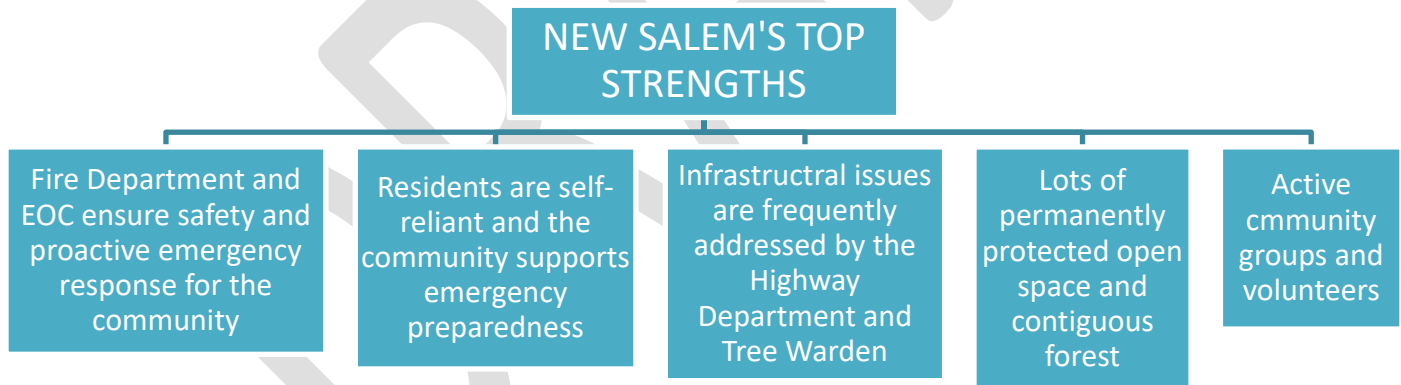 NEW SALEM'S TOP
STRENGTHS
Fire Department and
EOC ensure safety and
proactive emergency
response for the
community
Residents are self-
reliant and the
community supports
emergency
preparedness
Infrastructral issues
are frequently
addressed by the
Highway
Department and
Tree Warden
Lots of
permanently
protected open
space and
contiguous
forest
Active
cmmunity
groups and
volunteers